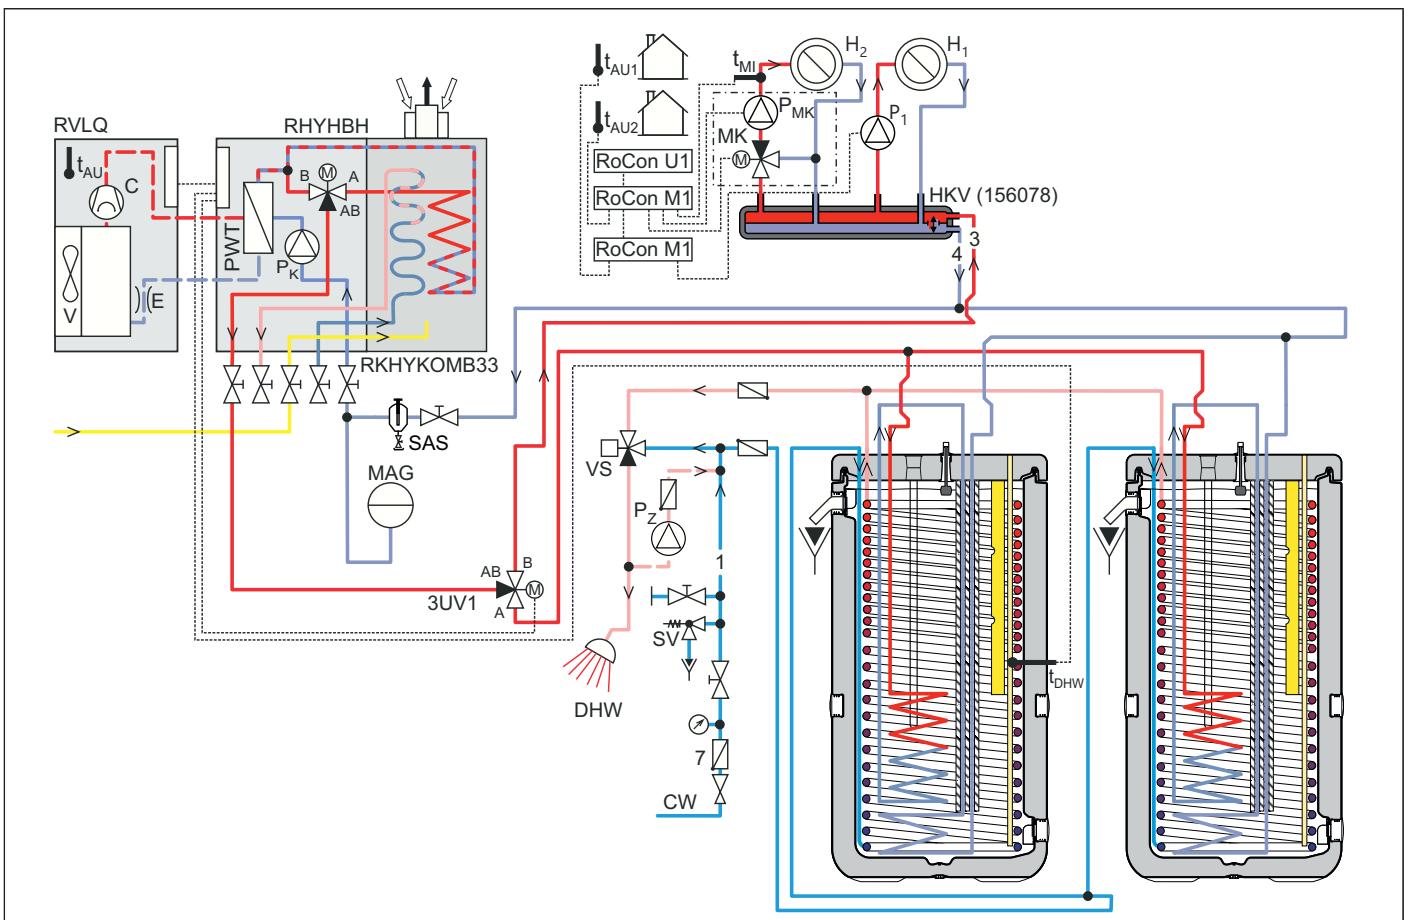 RVLQ
tAU
C
V
E
RHYHBH
PWT
PK
B
M
A
AB
RKHYKOMB33
SAS
MAG
tAU1
tAU2
RoCon U1
RoCon M1
RoCon M1
tMI
H2
H1
PMK
P1
MK
M
HKV (156078)
3
4
VS
PZ
1
AB
B
M
A
3UV1
SV
DHW
7
CW
tDHW